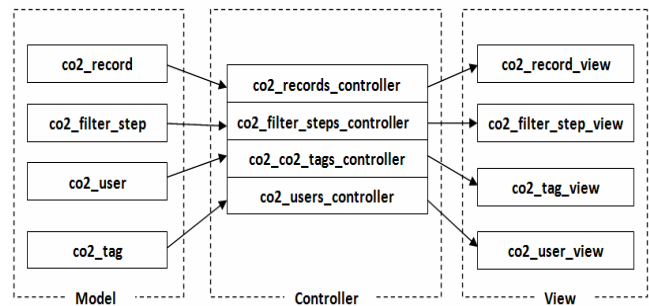 co2_record
co2_filter_step
co2_user
co2_tag
Model
co2_records_controller
co2_filter_steps_controller
co2_co2_tags_controller
co2_users_controller
Controller
co2_record_view
co2_filter_step_view
co2_tag_view
co2_user_view
View